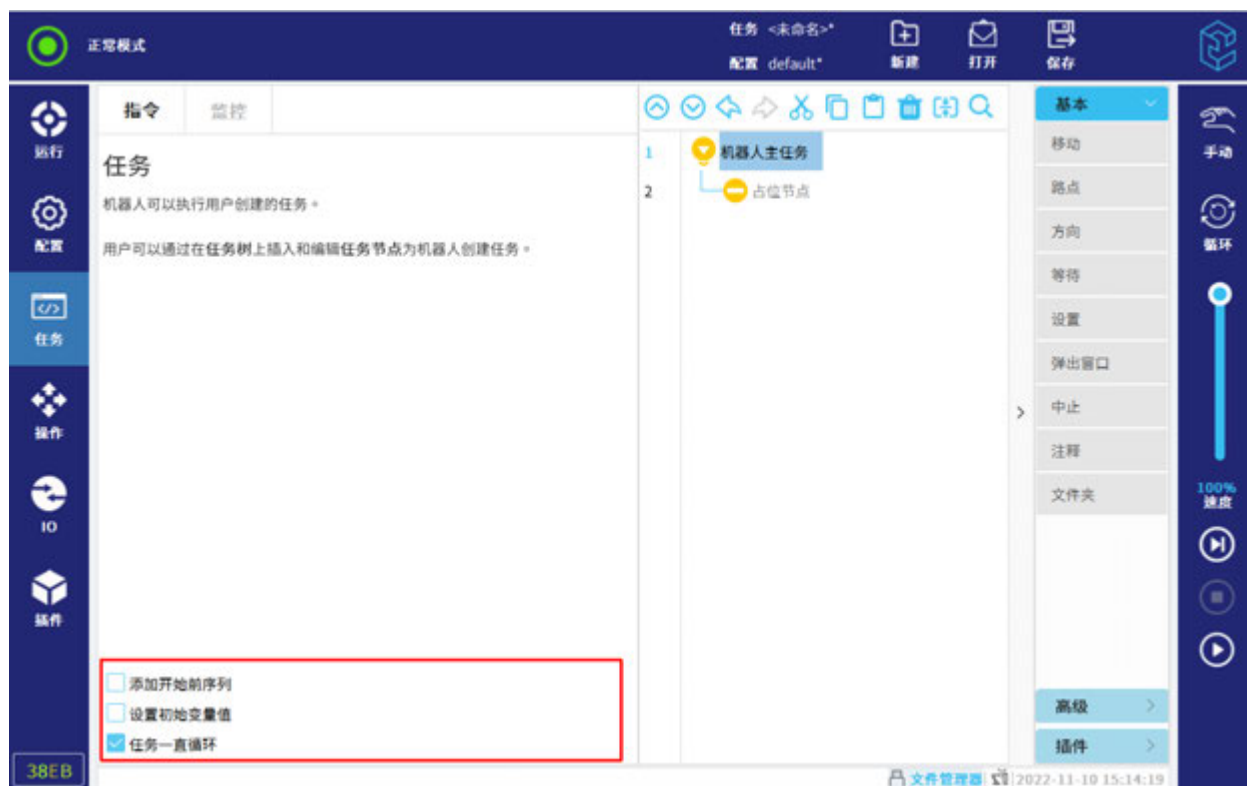 正常模式
任务 <未命名>*
配置 default*
新建
打开
保存
运行
配置
任务
操作
IO
插件
38EB
指令 监控
任务
机器人可以执行用户创建的任务。
用户可以通过在任务树上插入和编辑任务节点为机器人创建任务。
添加开始前序列
设置初始变量值
任务一直循环
1 机器人主任务
2 占位节点
基本
移动
路点
方向
等待
设置
弹出窗口
中止
注释
文件夹
高级
插件
手动
循环
100%
速度
文件管理器
2022-11-10 15:14:19